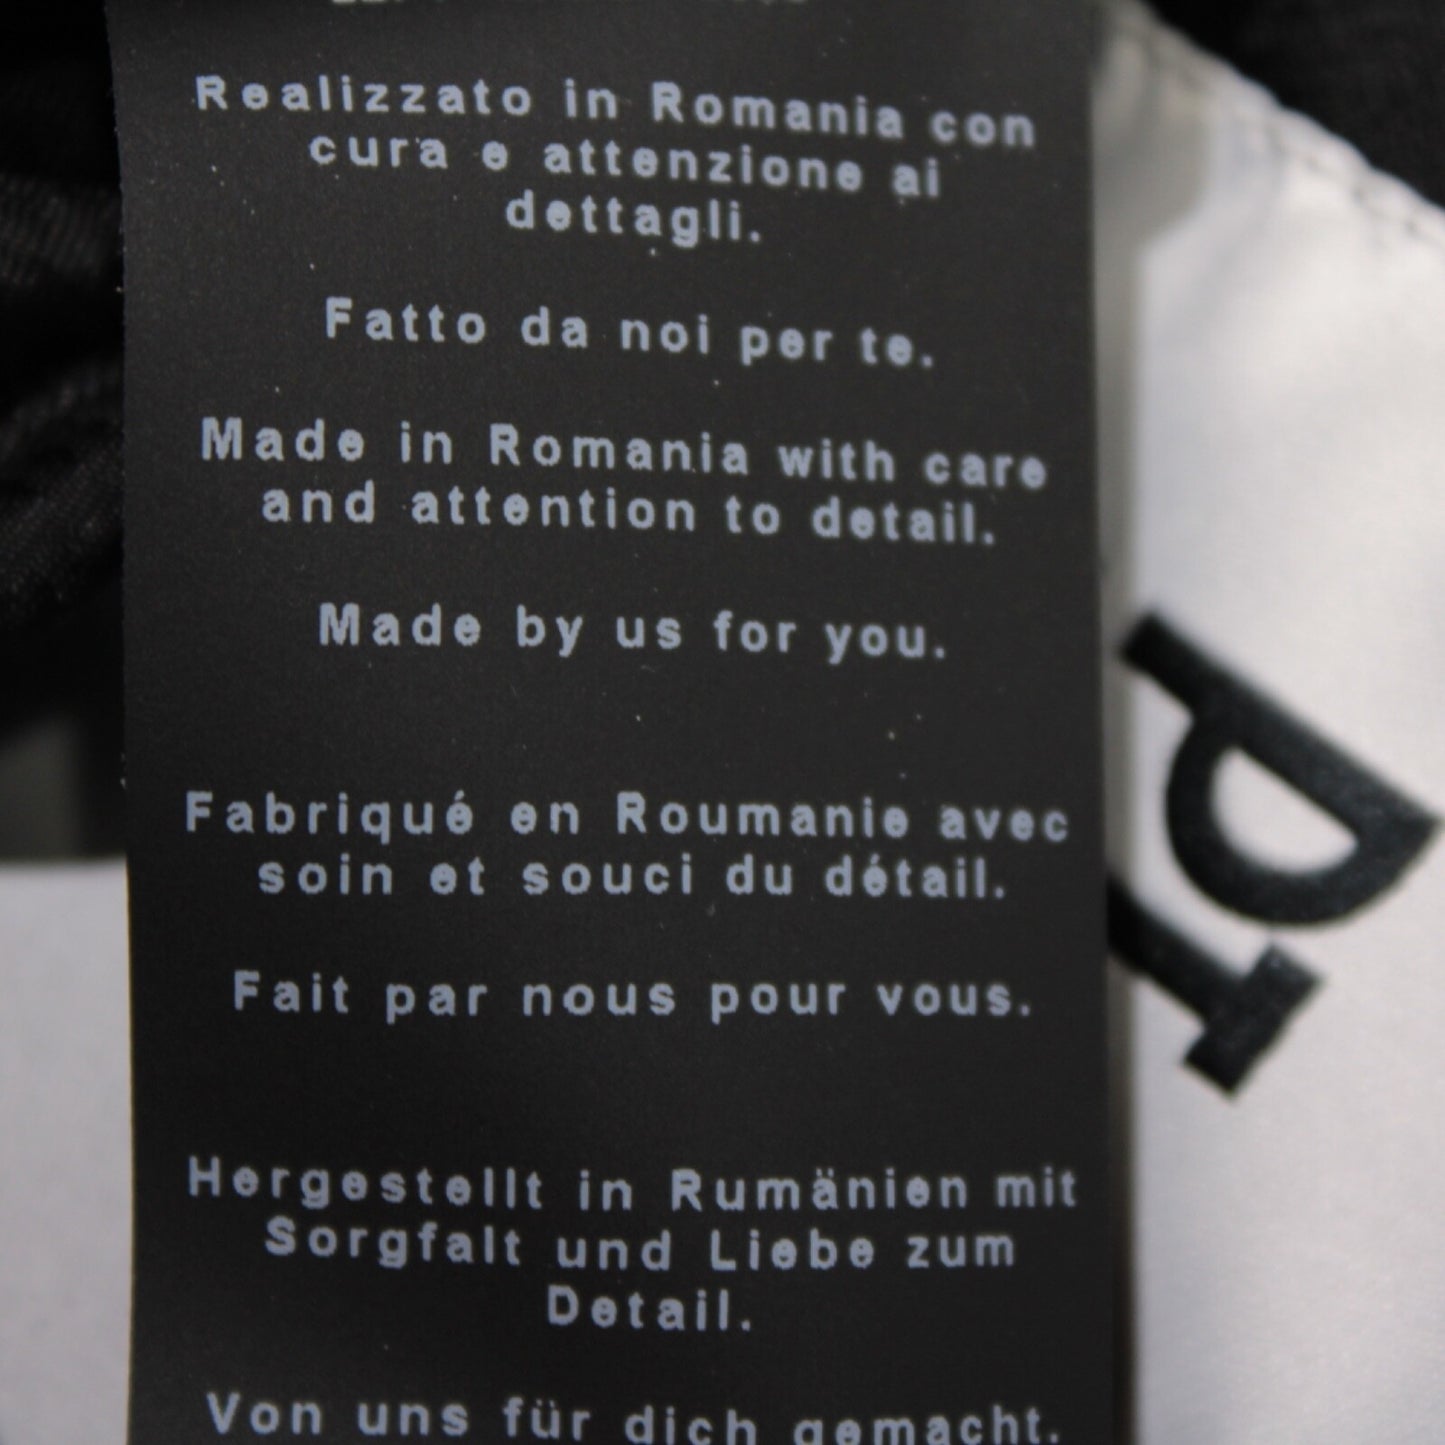 Realizzato in Romania con
cura e attenzione ai
dettagli.
Fatto da noi per te.
Made in Romania with care
and attention to detail.
Made by us for you.
Fabriqué en Roumanie avec
soin et souci du détail.
Fait par nous pour vous.
Hergestellt in Rumänien mit
Sorgfalt und Liebe zum
Detail.
Von uns für dich gemacht.